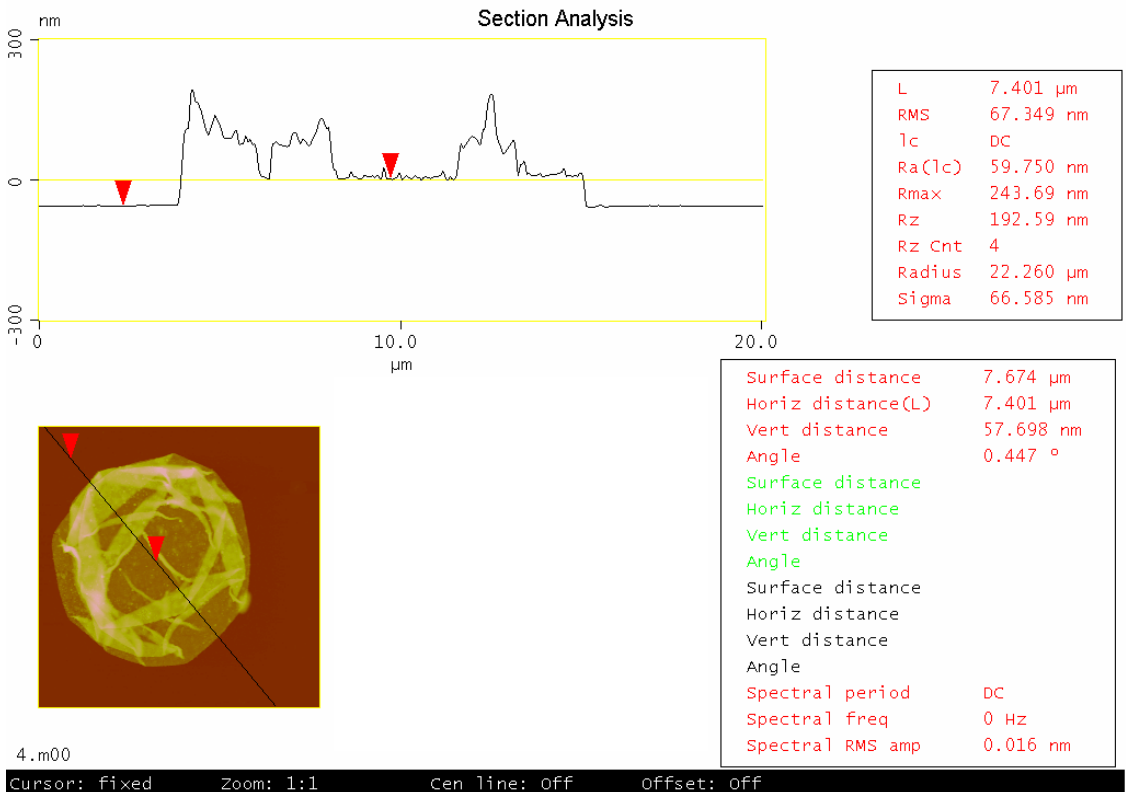 Section Analysis
nm
300
0
-300
0 10.0 20.0
µm
L 7.401 µm
RMS 67.349 nm
lc DC
Ra(lc) 59.750 nm
Rmax 243.69 nm
Rz 192.59 nm
Rz Cnt 4
Radius 22.260 µm
Sigma 66.585 nm
Surface distance 7.674 µm
Horiz distance(L) 7.401 µm
Vert distance 57.698 nm
Angle 0.447 °
Surface distance
Horiz distance
Vert distance
Angle
Surface distance
Horiz distance
Vert distance
Angle
Spectral period DC
Spectral freq 0 Hz
Spectral RMS amp 0.016 nm
4.m00
Cursor: fixed Zoom: 1:1 Cen line: Off Offset: Off